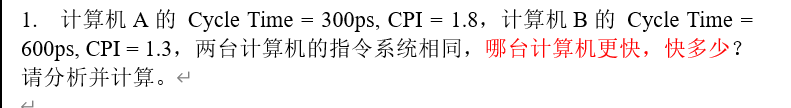 1. 计算机 A 的 Cycle Time = 300ps, CPI = 1.8，计算机 B 的 Cycle Time =
600ps, CPI = 1.3，两台计算机的指令系统相同，哪台计算机更快，快多少？
请分析并计算。↵
↵